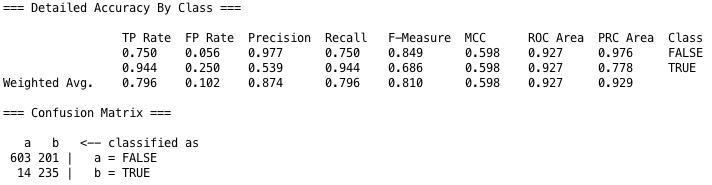 === Detailed Accuracy By Class ===
TP Rate FP Rate Precision Recall F-Measure MCC ROC Area PRC Area Class
0.750 0.056 0.977 0.750 0.849 0.598 0.927 0.976 FALSE
0.944 0.250 0.539 0.944 0.686 0.598 0.927 0.778 TRUE
Weighted Avg. 0.796 0.102 0.874 0.796 0.810 0.598 0.927 0.929
=== Confusion Matrix ===
a b <-- classified as
603 201 | a = FALSE
14 235 | b = TRUE